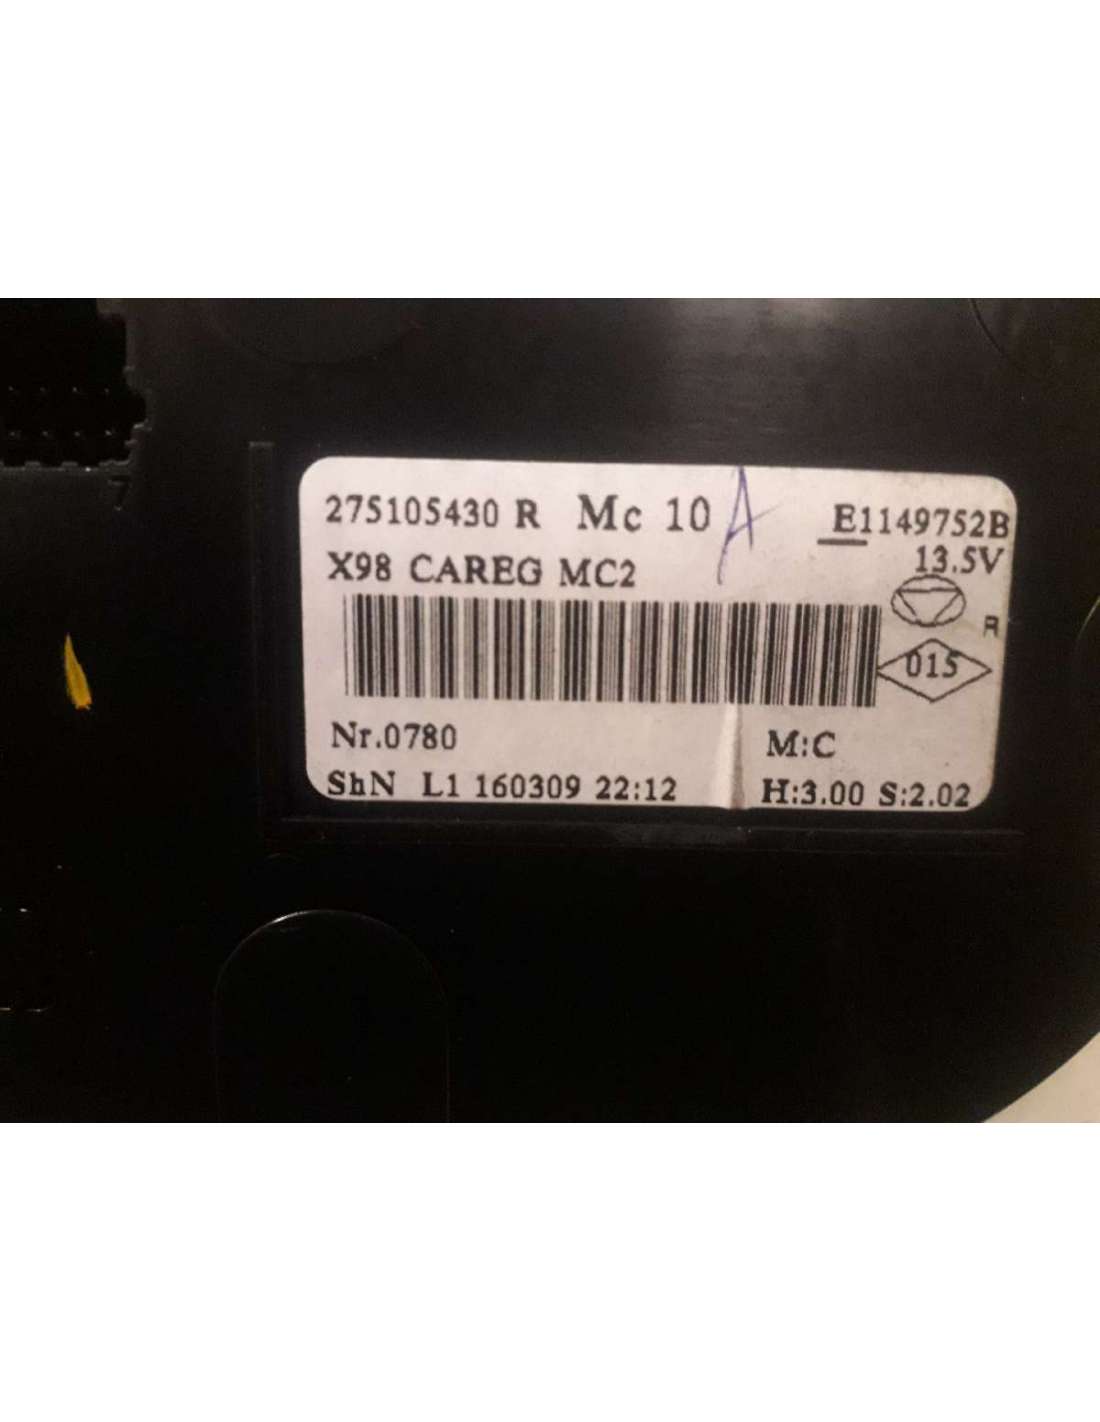 275105430 R Mc 10 A E1149752B
X98 CAREG MC2 13.5V
R
015
Nr.0780 M:C
ShN L1 160309 22:12 H:3.00 S:2.02
7